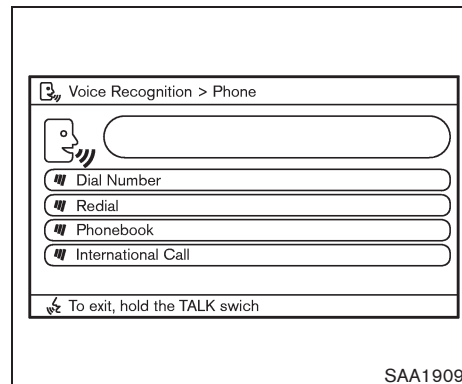 Voice Recognition > Phone
Dial Number
Redial
Phonebook
International Call
To exit, hold the TALK swich
SAA1909